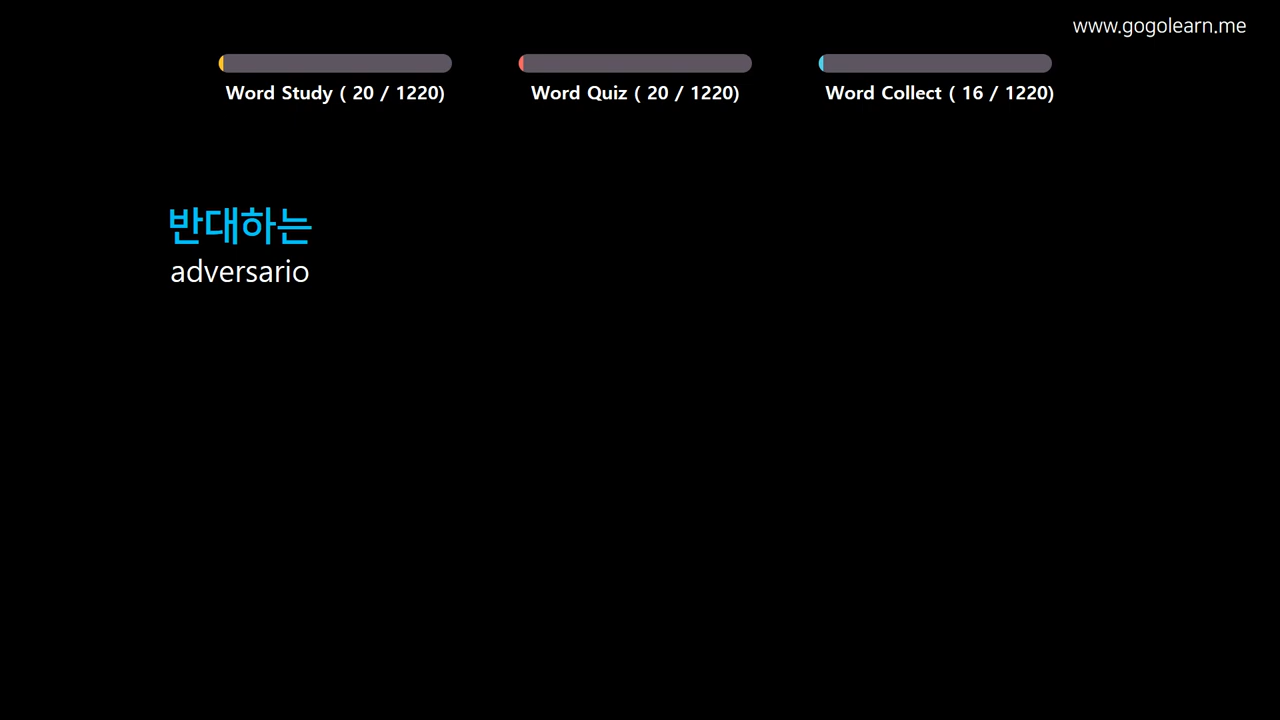 www.gogolearn.me
Word Study ( 20 / 1220)
Word Quiz ( 20 / 1220)
Word Collect ( 16 / 1220)
반대하는
adversario